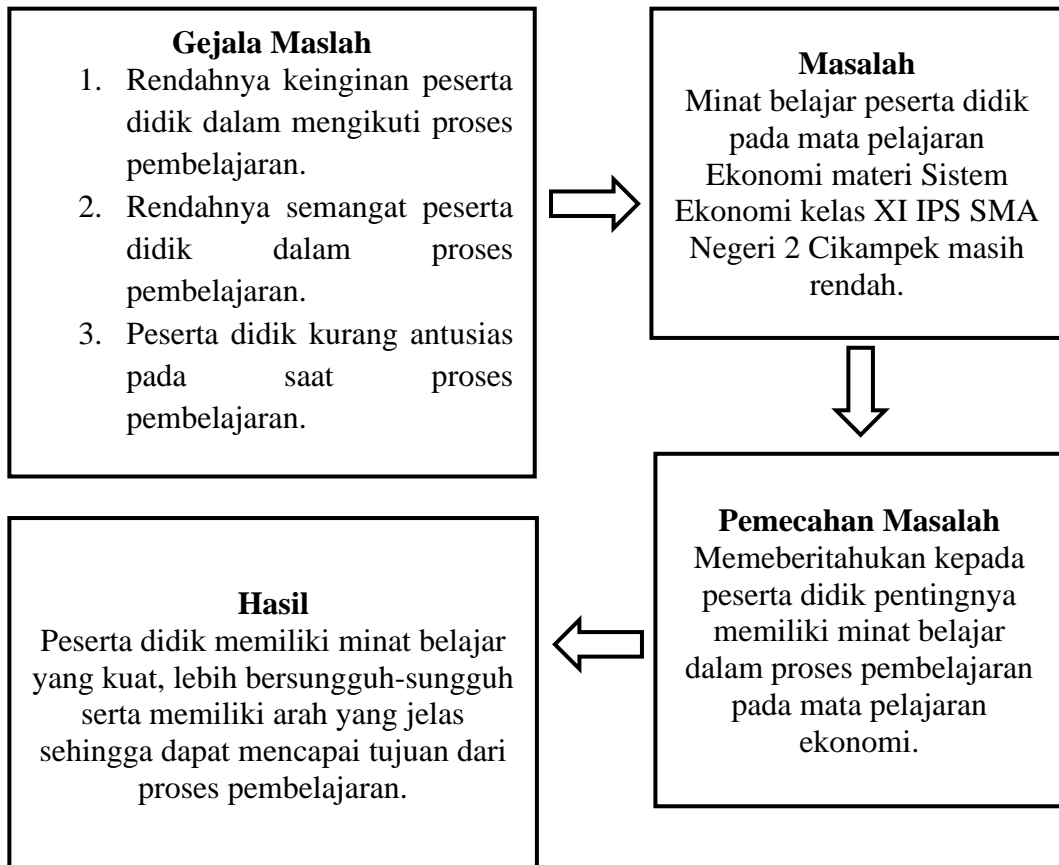 Gejala Maslah
1. Rendahnya keinginan peserta
didik dalam mengikuti proses
pembelajaran.
2. Rendahnya semangat peserta
didik dalam proses
pembelajaran.
3. Peserta didik kurang antusias
pada saat proses
pembelajaran.
Masalah
Minat belajar peserta didik
pada mata pelajaran
Ekonomi materi Sistem
Ekonomi kelas XI IPS SMA
Negeri 2 Cikampek masih
rendah.
Pemecahan Masalah
Memeberitahukan kepada
peserta didik pentingnya
memiliki minat belajar
dalam proses pembelajaran
pada mata pelajaran
ekonomi.
Hasil
Peserta didik memiliki minat belajar
yang kuat, lebih bersungguh-sungguh
serta memiliki arah yang jelas
sehingga dapat mencapai tujuan dari
proses pembelajaran.